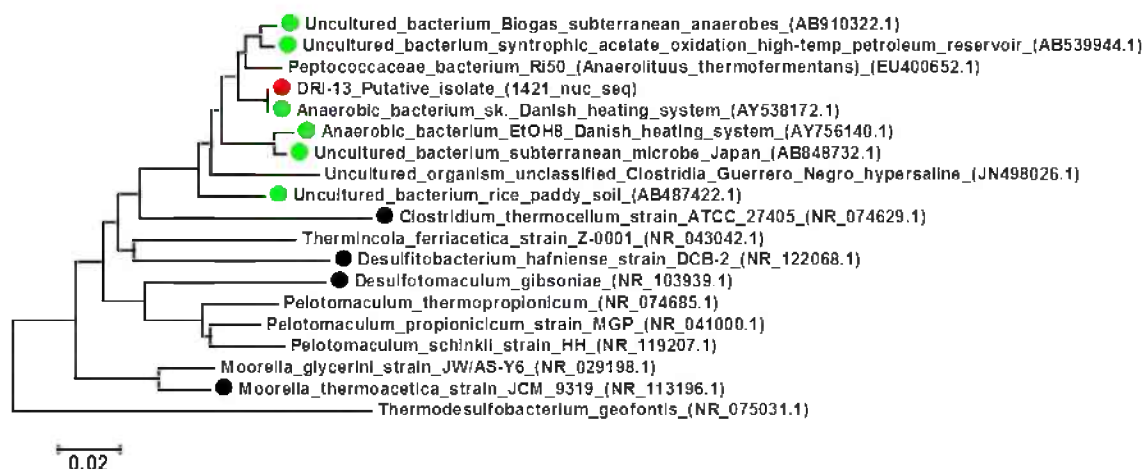 Uncultured_bacterium_Biogas_subterranean_anaerobes_(AB910322.1)
Uncultured_bacterium_syntrophic_acetate_oxidation_high-temp_petroleum_reservoir_(AB539944.1)
Peptococcaceae_bacterium_Ri50_(Anaerolituus_thermofermentans)_(EU400652.1)
DRI-13_Putative_isolate_(1421_nuc_seq)
Anaerobic_bacterium_sk._Danish_heating_system_(AY538172.1)
Anaerobic_bacterium_EtOH8_Danish_heating_system_(AY756140.1)
Uncultured_bacterium_subterranean_microbe_Japan_(AB848732.1)
Uncultured_organism_unclassified_Clostridia_Guerrero_Negro_hypersaline_(JN498026.1)
Uncultured_bacterium_rice_paddy_soil_(AB487422.1)
Clostridium_thermocellum_strain_ATCC_27405_(NR_074629.1)
Thermincola_ferriacetica_strain_Z-0001_(NR_043042.1)
Desulfitobacterium_hafniense_strain_DCB-2_(NR_122068.1)
Desulfotomaculum_gibsoniae_(NR_103939.1)
Pelotomaculum_thermopropionicum_(NR_074685.1)
Pelotomaculum_propionicicum_strain_MGP_(NR_041000.1)
Pelotomaculum_schinkii_strain_HH_(NR_119207.1)
Moorella_glycerini_strain_JW/AS-Y6_(NR_029198.1)
Moorella_thermoacetica_strain_JCM_9319_(NR_113196.1)
Thermodesulfobacterium_geofontis_(NR_075031.1)
0.02